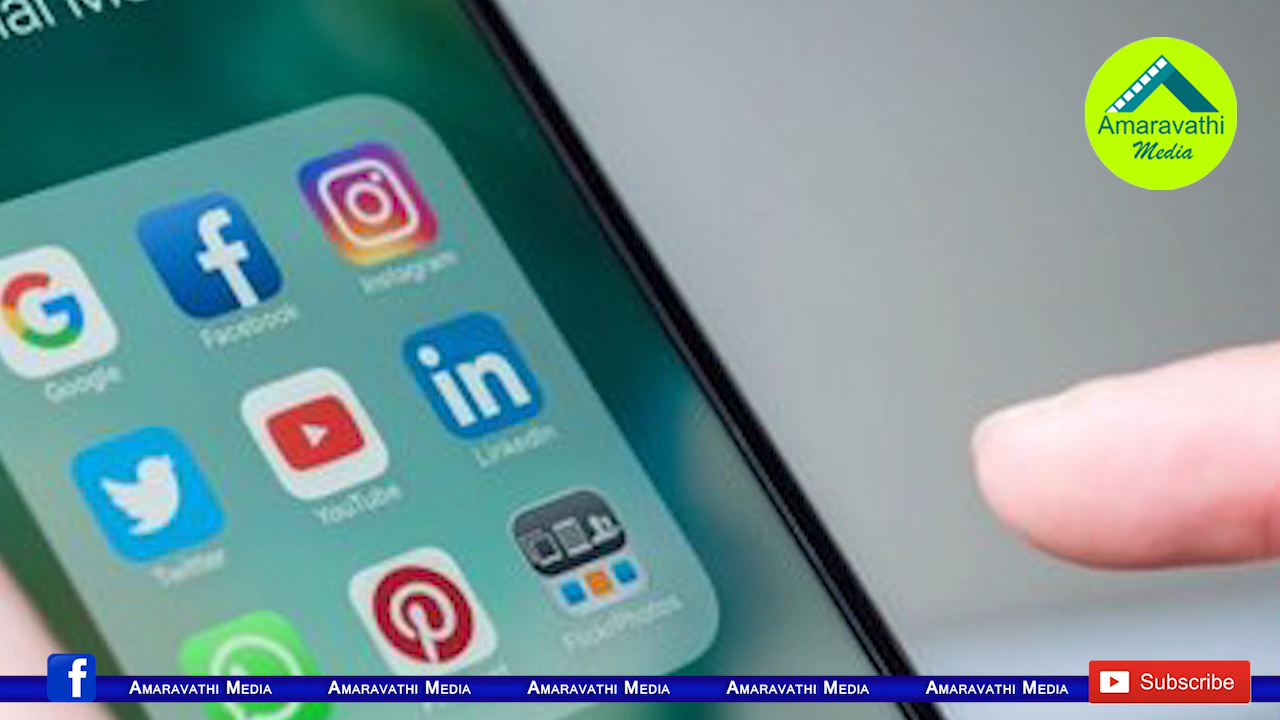 Amaravathi
Media
Instagram
Facebook
Google
LinkedIn
YouTube
Twitter
AMARAVATHI MEDIA AMARAVATHI MEDIA AMARAVATHI MEDIA AMARAVATHI MEDIA AMARAVATHI MEDIA
Subscribe